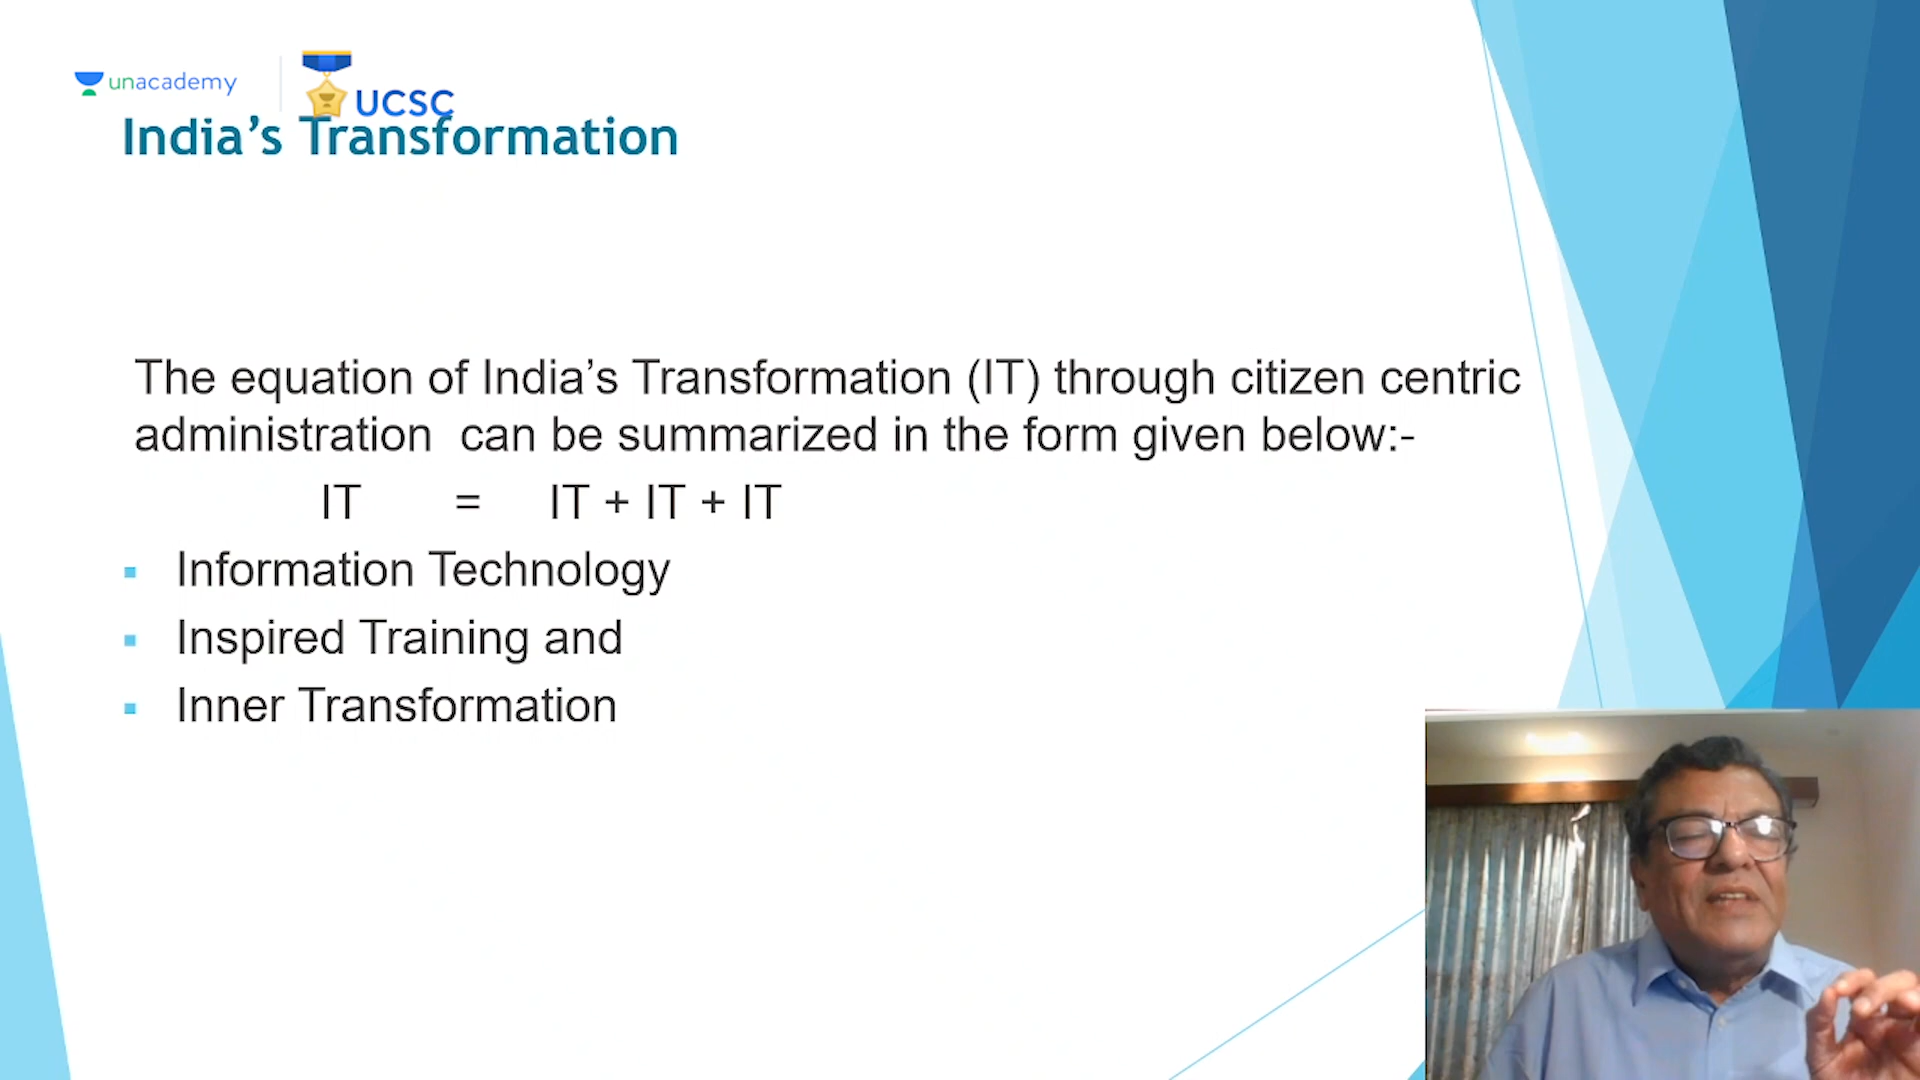 unacademy
UCSC
India’s Transformation
The equation of India’s Transformation (IT) through citizen centric
administration can be summarized in the form given below:-
IT = IT + IT + IT
▪ Information Technology
▪ Inspired Training and
▪ Inner Transformation